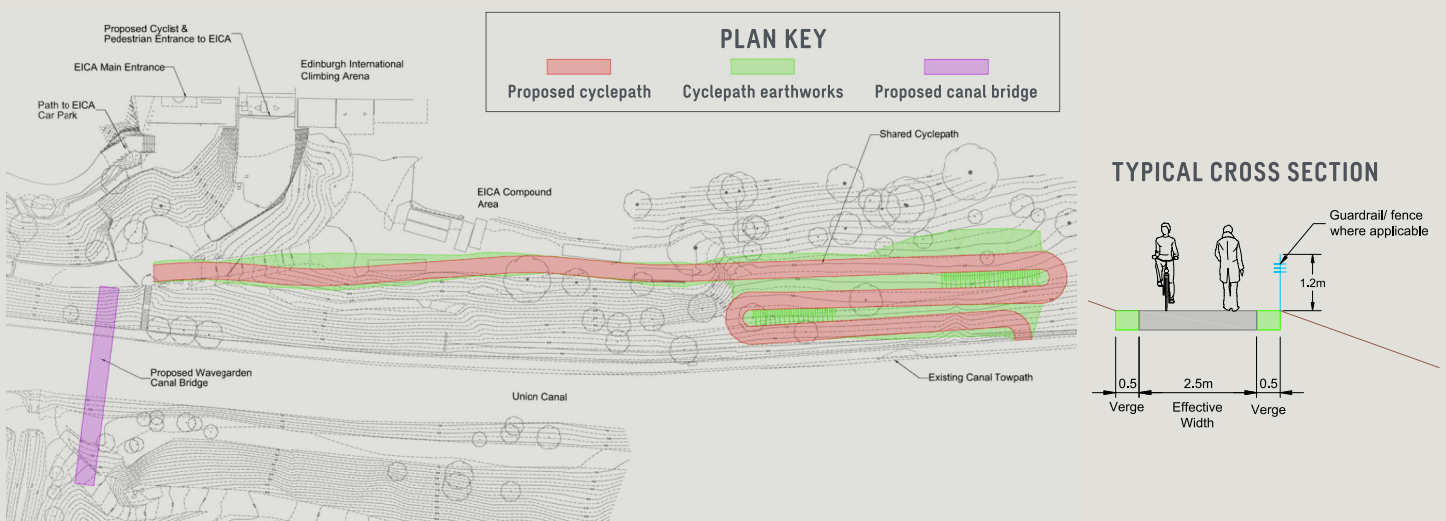 PLAN KEY
Proposed cyclepath
Cyclepath earthworks
Proposed canal bridge
Proposed Cyclist &
Pedestrian Entrance to EICA
EICA Main Entrance
Edinburgh International
Climbing Arena
Path to EICA
Car Park
Shared Cyclepath
EICA Compound
Area
Proposed Wavegarden
Canal Bridge
Union Canal
Existing Canal Towpath
TYPICAL CROSS SECTION
Guardrail/ fence
where applicable
1.2m
0.5
2.5m
0.5
Verge
Effective
Width
Verge